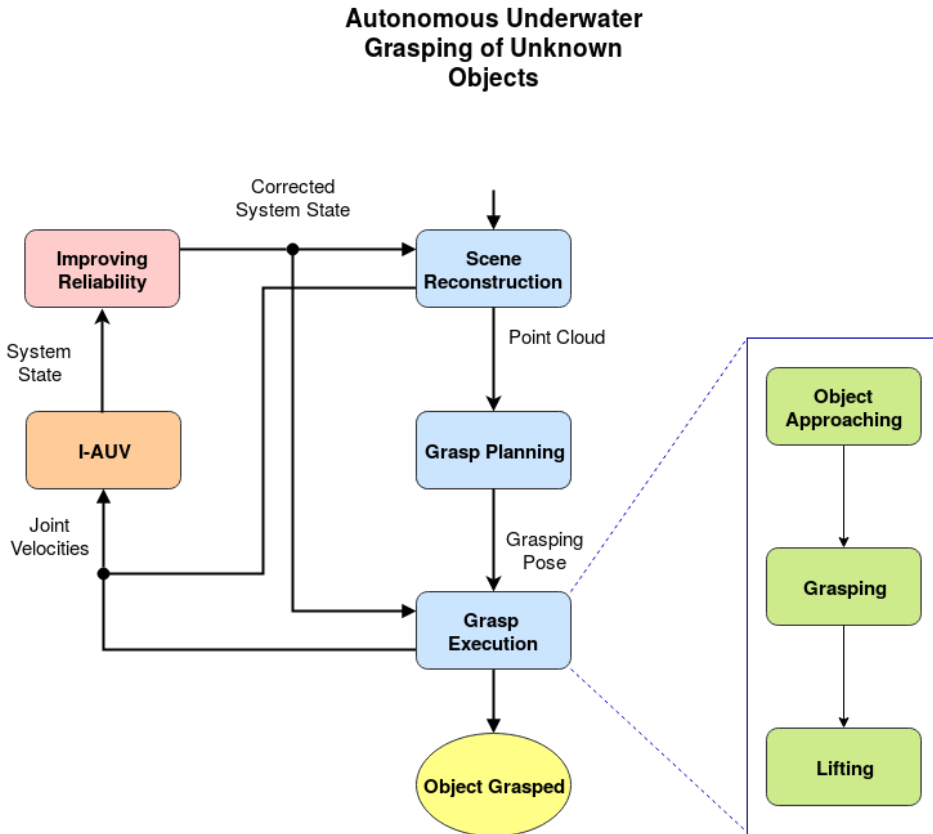 Autonomous Underwater
Grasping of Unknown
Objects
Corrected
System State
Improving
Reliability
Scene
Reconstruction
System
State
Point Cloud
Object
Approaching
I-AUV
Grasp Planning
Joint
Velocities
Grasping
Pose
Grasping
Grasp
Execution
Object Grasped
Lifting